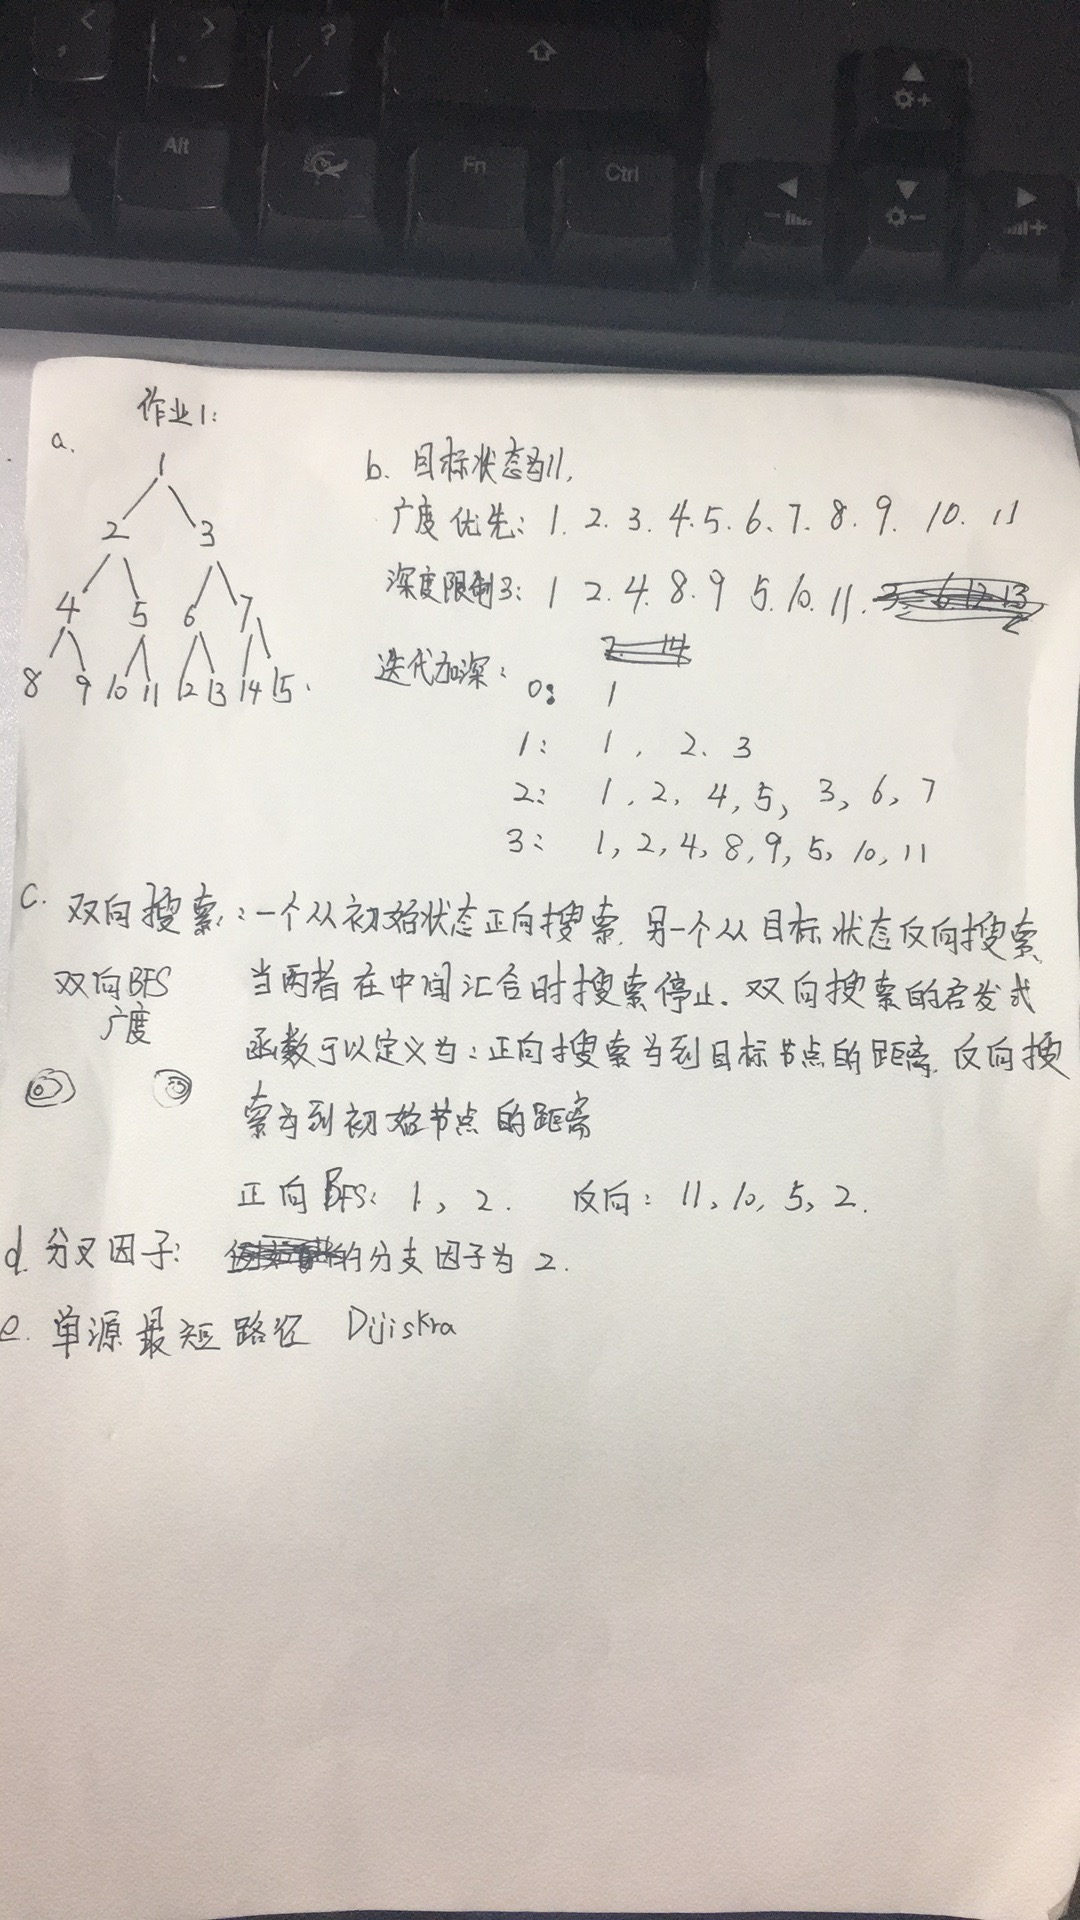 <
,
>
.
?
/
Alt
Fn
Ctrl
作业1:
a.
1
2 3
4 5 6 7
8 9 10 11 12 13 14 15.
b. 目标状态为11,
广度优先: 1. 2. 3. 4. 5. 6. 7. 8. 9. 10. 11
深度限制3: 1 2. 4. 8. 9 5. 10. 11.
迭代加深:
0: 1
1: 1, 2. 3
2: 1, 2, 4, 5, 3, 6, 7
3: 1, 2, 4, 8, 9, 5, 10, 11
c. 双向搜索: 一个从初始状态正向搜索, 另一个从目标状态反向搜索,
双向BFS 当两者在中间汇合时搜索停止. 双向搜索的启发式
广度
函数可以定义为: 正向搜索为到目标节点的距离, 反向搜
索为到初始节点的距离
正向BFS: 1, 2. 反向: 11, 10, 5, 2.
d. 分叉因子: 的分支因子为2.
e. 单源最短路径 Dijiskra